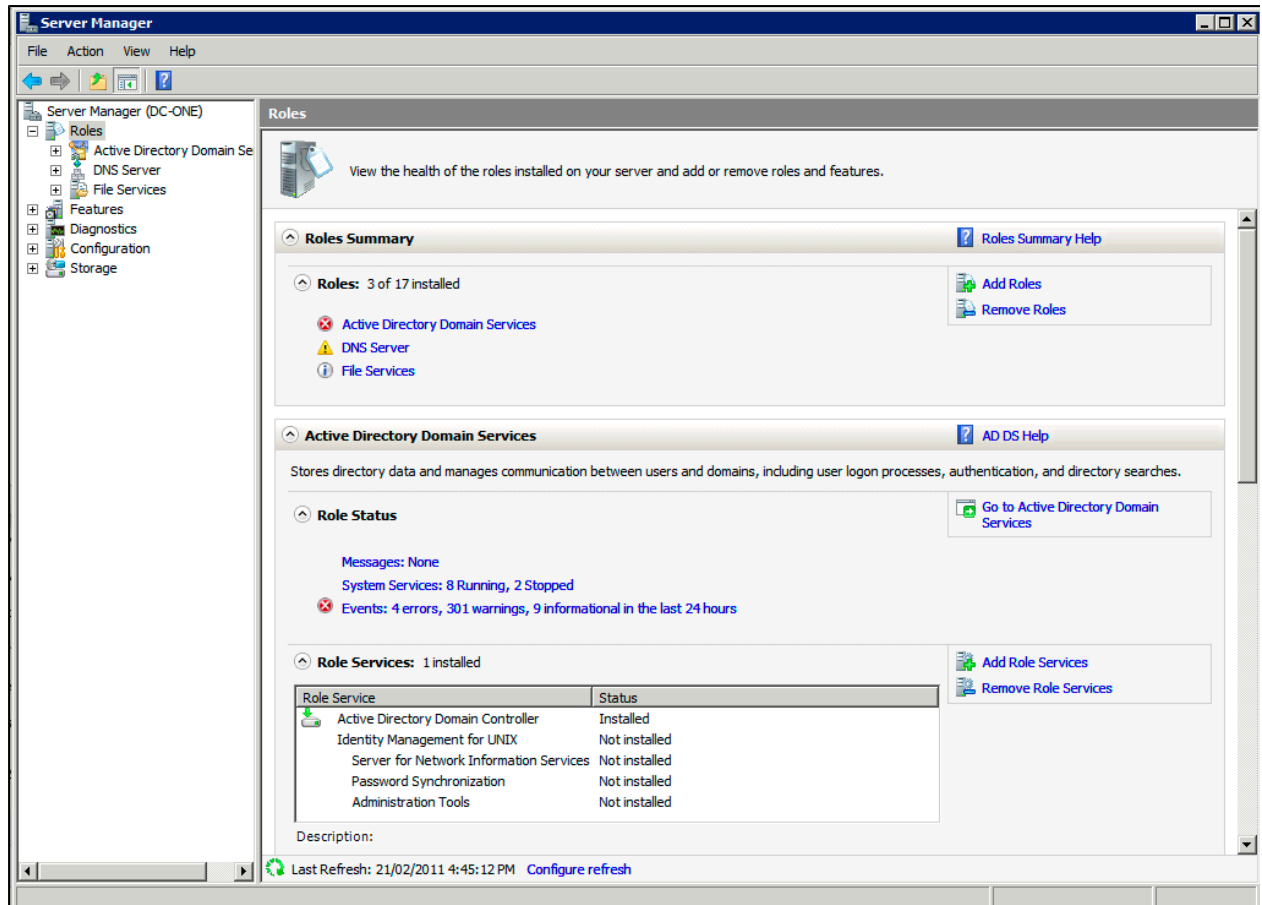 Server Manager
File Action View Help
Server Manager (DC-ONE)
Roles
Active Directory Domain Se
DNS Server
File Services
Features
Diagnostics
Configuration
Storage
Roles
View the health of the roles installed on your server and add or remove roles and features.
Roles Summary
Roles Summary Help
Roles: 3 of 17 installed
Add Roles
Remove Roles
Active Directory Domain Services
DNS Server
File Services
Active Directory Domain Services
AD DS Help
Stores directory data and manages communication between users and domains, including user logon processes, authentication, and directory searches.
Role Status
Go to Active Directory Domain
Services
Messages: None
System Services: 8 Running, 2 Stopped
Events: 4 errors, 301 warnings, 9 informational in the last 24 hours
Role Services: 1 installed
Add Role Services
Remove Role Services
Role Service Status
Active Directory Domain Controller Installed
Identity Management for UNIX Not installed
Server for Network Information Services Not installed
Password Synchronization Not installed
Administration Tools Not installed
Description:
Last Refresh: 21/02/2011 4:45:12 PM Configure refresh